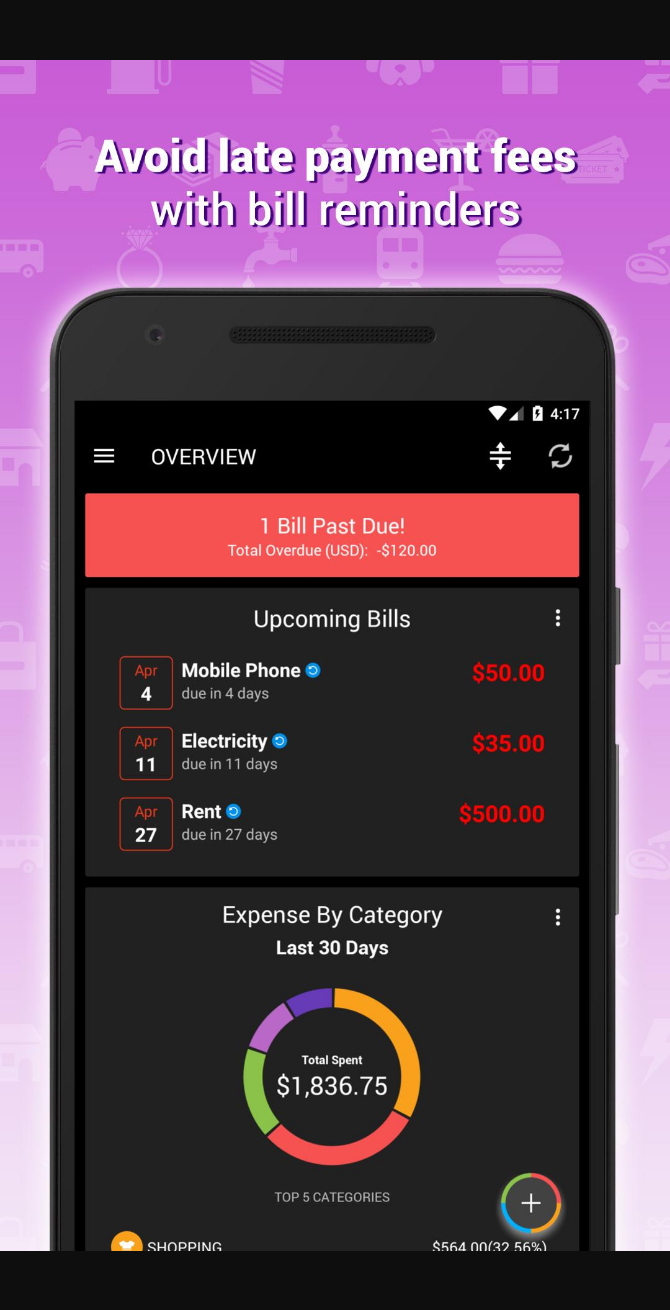 Avoid late payment fees
with bill reminders
TICKET
4:17
OVERVIEW
1 Bill Past Due!
Total Overdue (USD): -$120.00
Upcoming Bills
Apr
4
Mobile Phone
due in 4 days
$50.00
Apr
11
Electricity
due in 11 days
$35.00
Apr
27
Rent
due in 27 days
$500.00
Expense By Category
Last 30 Days
Total Spent
$1,836.75
TOP 5 CATEGORIES
SHOPPING
$564.00(32.56%)